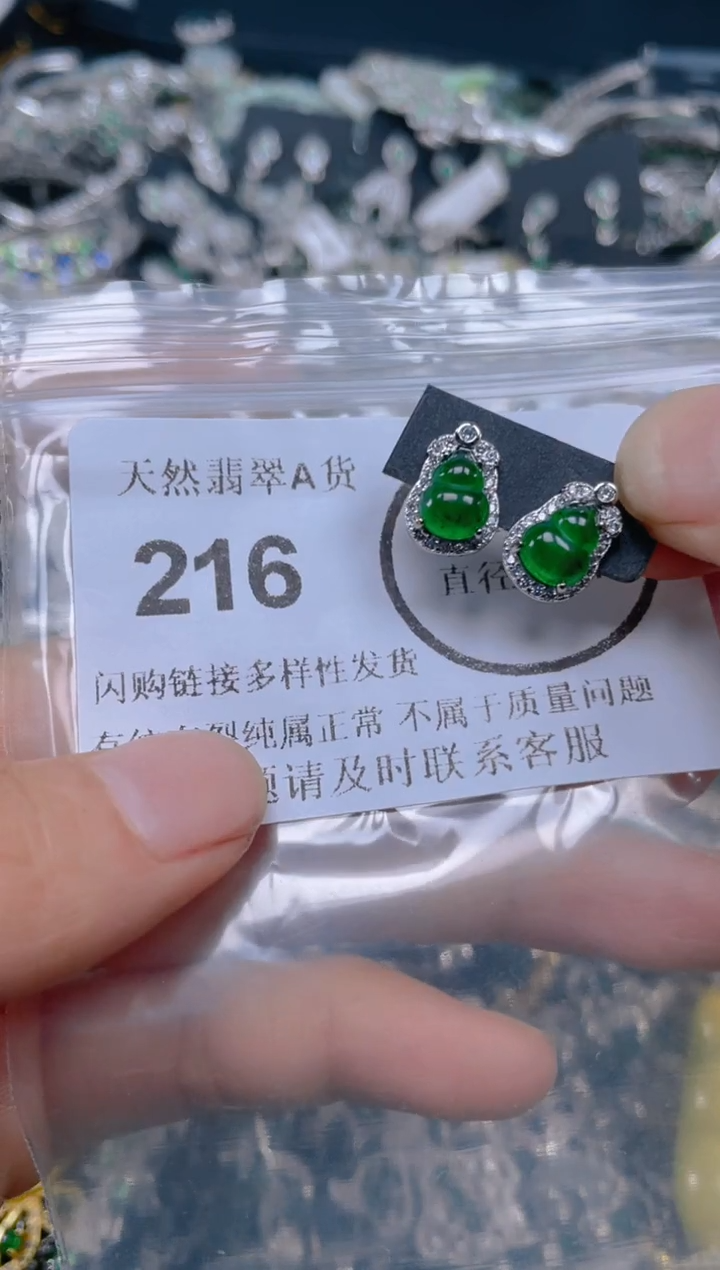 天然翡翠A货
216
直径
闪购链接多样性发货
纯属正常 不属于质量问题
题请及时联系客服